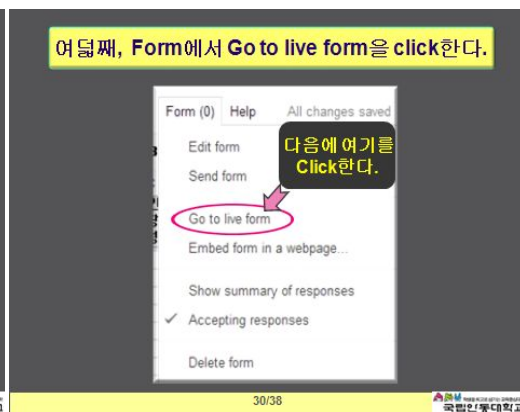 여덟째, Form에서 Go to live form을 click한다.
Form (0) Help All changes saved
Edit form
다음에 여기를
Click한다.
Send form
Go to live form
Embed form in a webpage...
Show summary of responses
✓ Accepting responses
Delete form
30/38
국립안동대학교